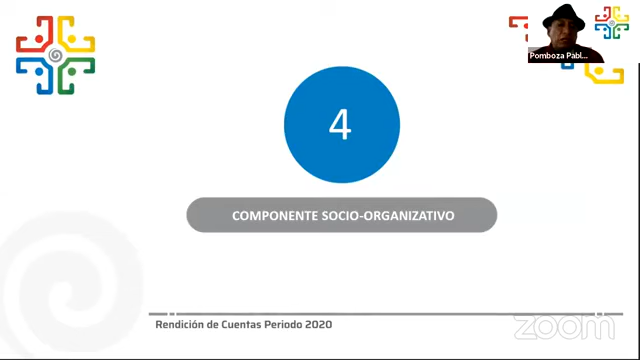 Pomboza Pabl...
4
COMPONENTE SOCIO-ORGANIZATIVO
Rendición de Cuentas Periodo 2020
zoom